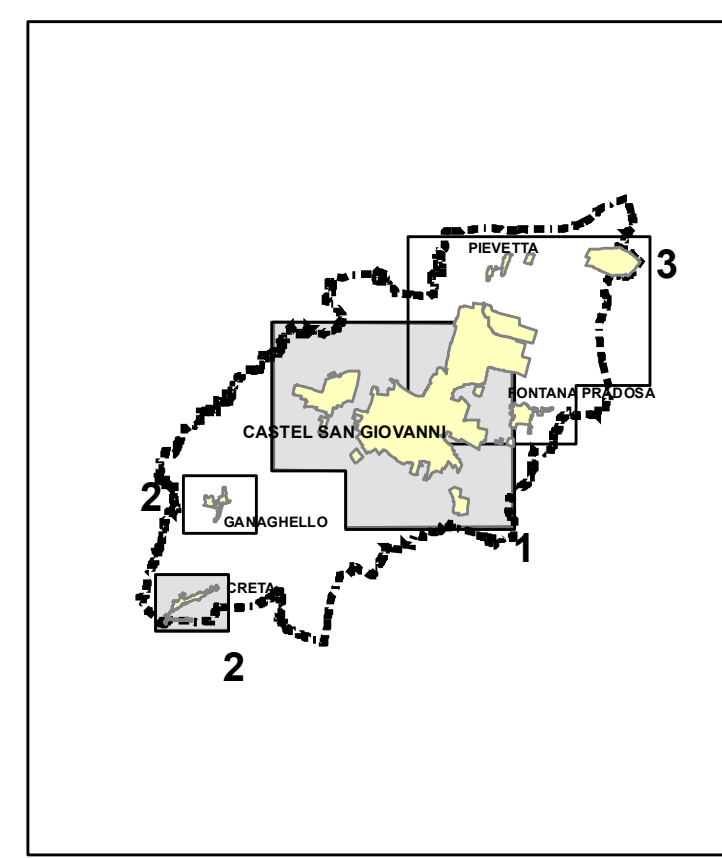 PIEVETTA
3
FONTANA PRADOSA
CASTEL SAN GIOVANNI
2
GANAGHELLO
1
CRETA
2